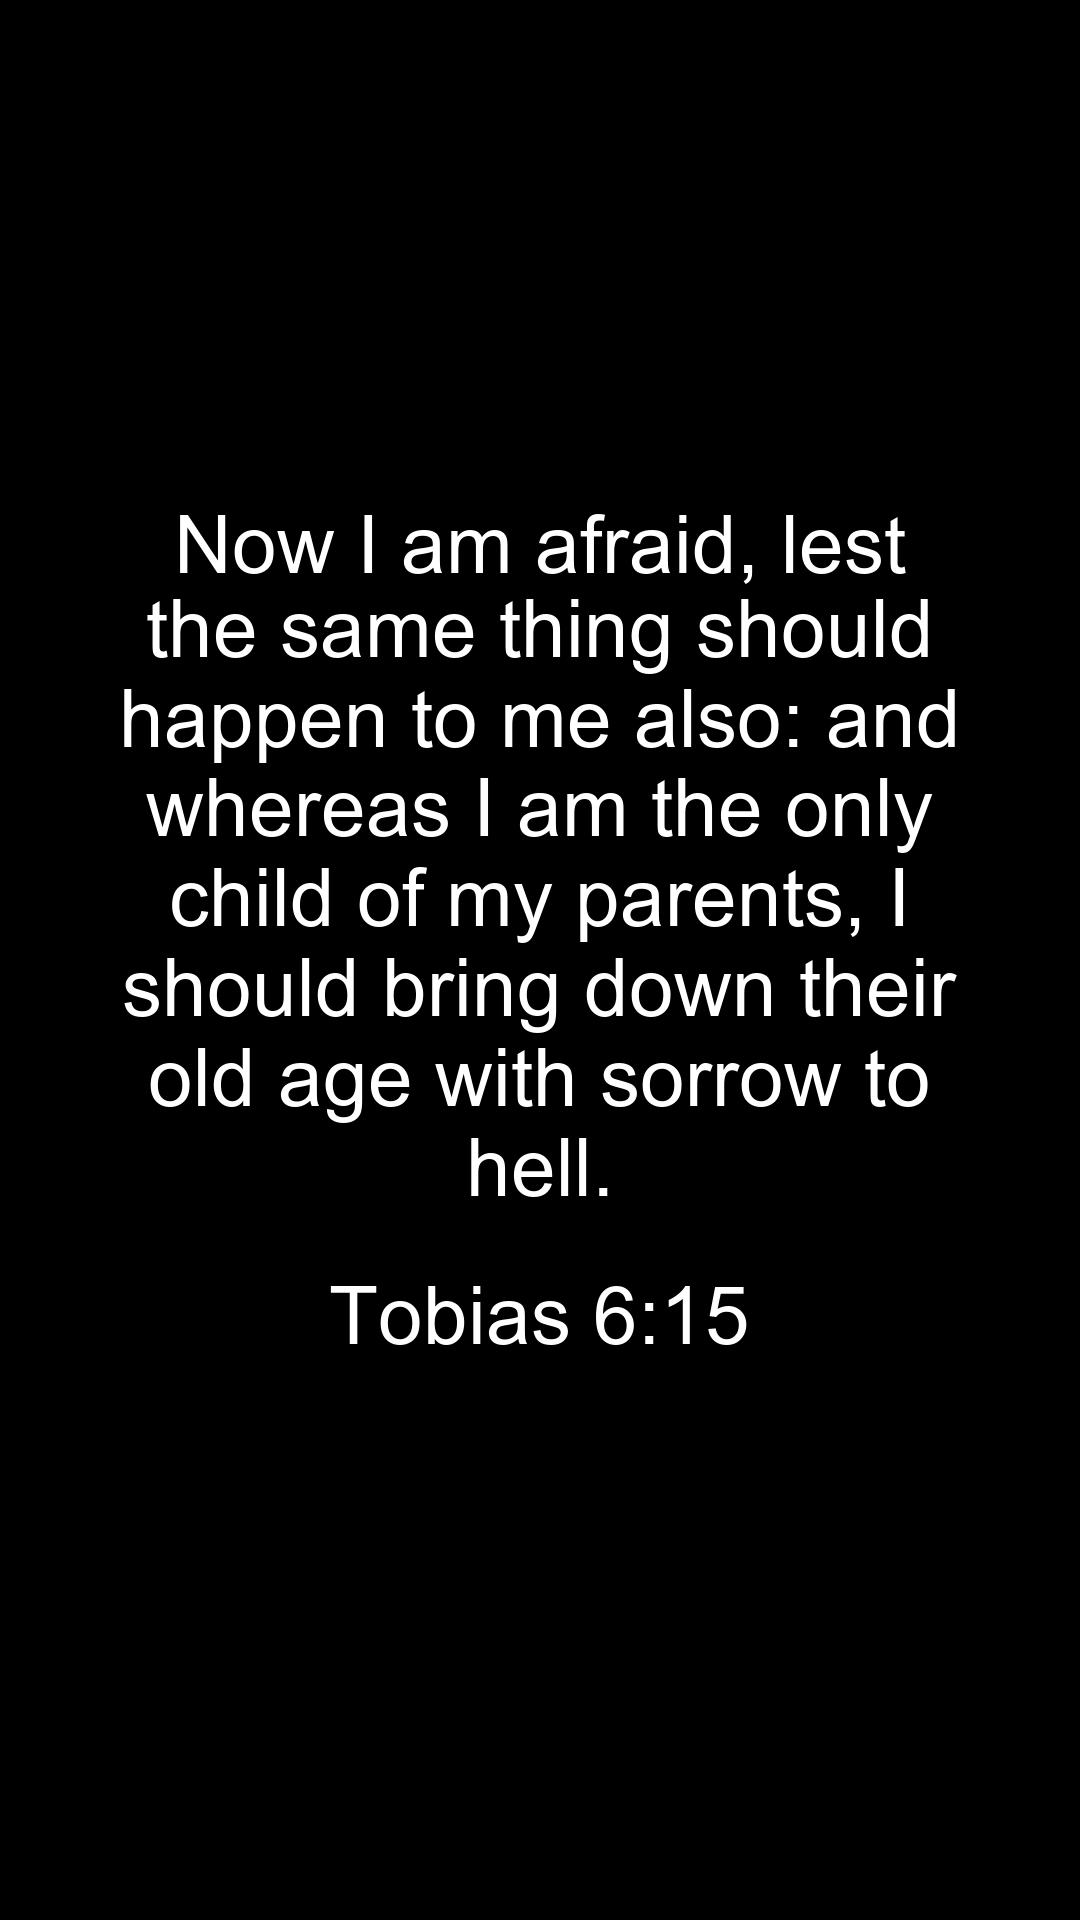 Now I am afraid, lest
the same thing should
happen to me also: and
whereas I am the only
child of my parents, I
should bring down their
old age with sorrow to
hell.
Tobias 6:15